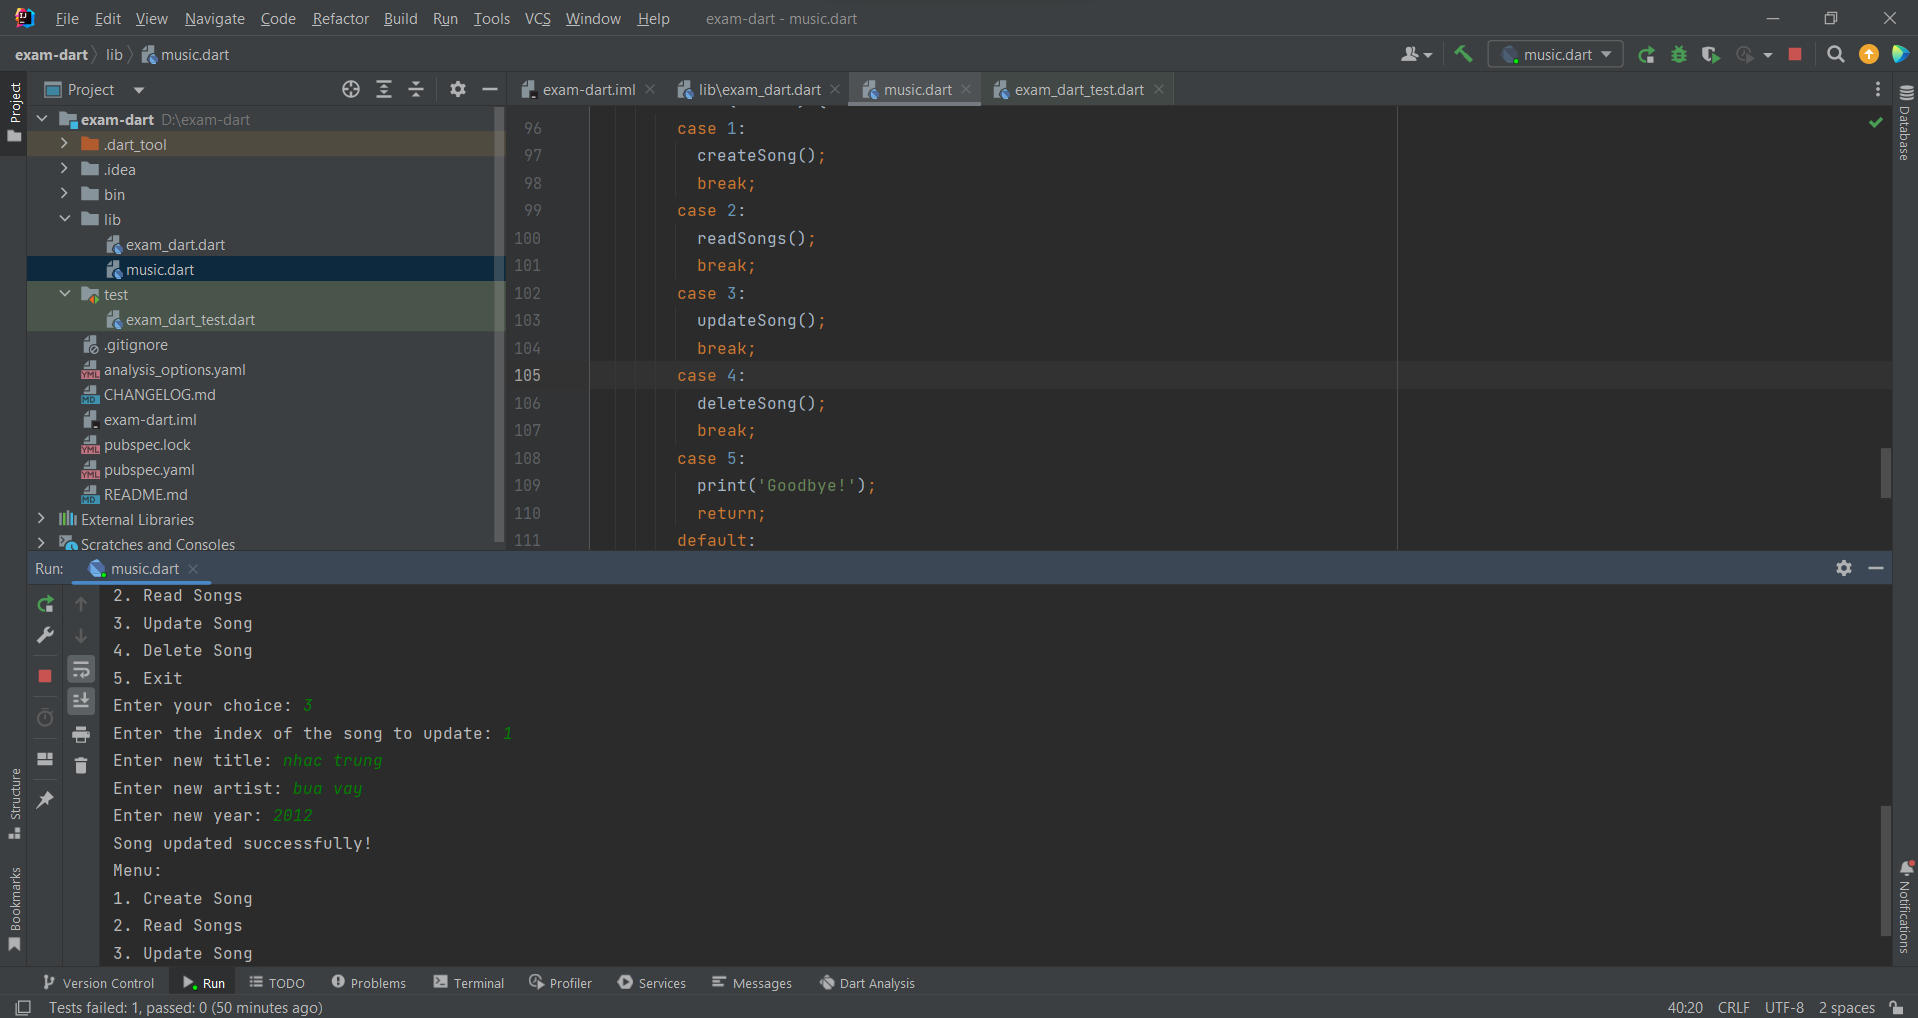 File Edit View Navigate Code Refactor Build Run Tools VCS Window Help exam-dart - music.dart
exam-dart lib music.dart
music.dart
Project
Project
exam-dart.iml
lib\exam_dart.dart
music.dart
exam_dart_test.dart
Database
exam-dart D:\exam-dart
.dart_tool
.idea
bin
lib
exam_dart.dart
music.dart
test
exam_dart_test.dart
.gitignore
analysis_options.yaml
CHANGELOG.md
exam-dart.iml
pubspec.lock
pubspec.yaml
README.md
External Libraries
Scratches and Consoles
96 case 1:
97 createSong();
98 break;
99 case 2:
100 readSongs();
101 break;
102 case 3:
103 updateSong();
104 break;
105 case 4:
106 deleteSong();
107 break;
108 case 5:
109 print('Goodbye!');
110 return;
111 default:
Run: music.dart
2. Read Songs
3. Update Song
4. Delete Song
5. Exit
Enter your choice: 3
Enter the index of the song to update: 1
Enter new title: nhac trung
Enter new artist: bua vay
Enter new year: 2012
Song updated successfully!
Menu:
1. Create Song
2. Read Songs
3. Update Song
Structure
Bookmarks
Notifications
Version Control Run TODO Problems Terminal Profiler Services Messages Dart Analysis
Tests failed: 1, passed: 0 (50 minutes ago) 40:20 CRLF UTF-8 2 spaces